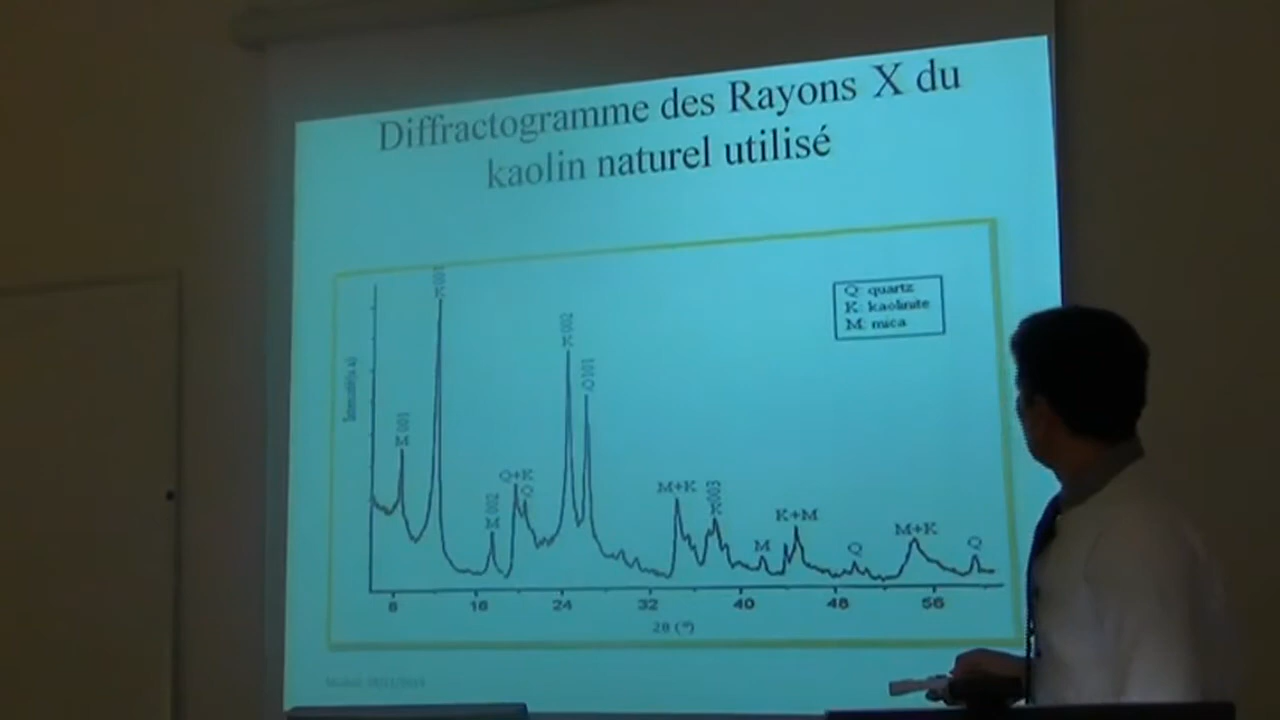 Diffractogramme des Rayons X du
kaolin naturel utilisé
Q: quartz
K: kaolinite
M: mica
K 001
K 002
Q 101
M 001
Q+K
Q
M 002
M+K
K 003
K+M
M
M+K
Q
Q
8 16 24 32 40 48 56
2θ (°)